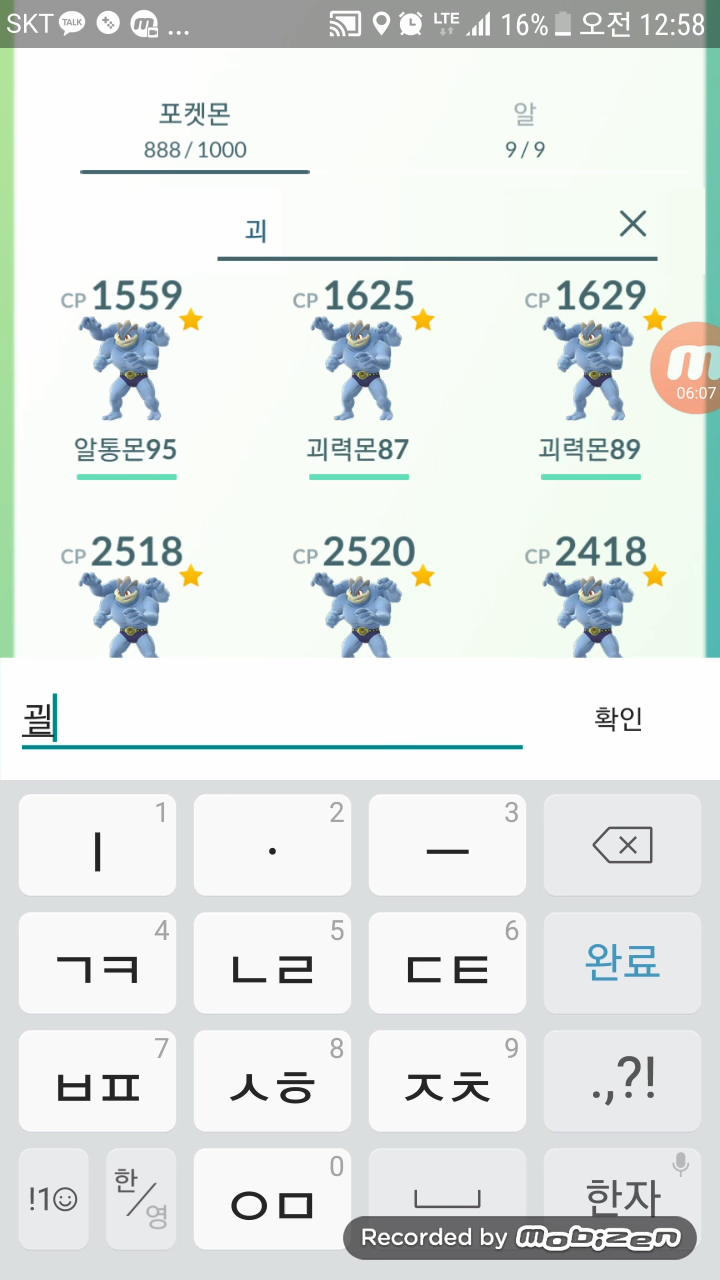 SKT TALK ... LTE 16% 오전 12:58
포켓몬 알
888 / 1000 9 / 9
괴
CP 1559 CP 1625 CP 1629
06:07
알통몬95 괴력몬87 괴력몬89
CP 2518 CP 2520 CP 2418
괼 확인
1 2 3
ㅣ · ㅡ
4 5 6
ㄱㅋ ㄴㄹ ㄷㅌ 완료
7 8 9
ㅂㅍ ㅅㅎ ㅈㅊ .,?!
0
!1☺ 한/영 ㅇㅁ 한자
Recorded by mobizen